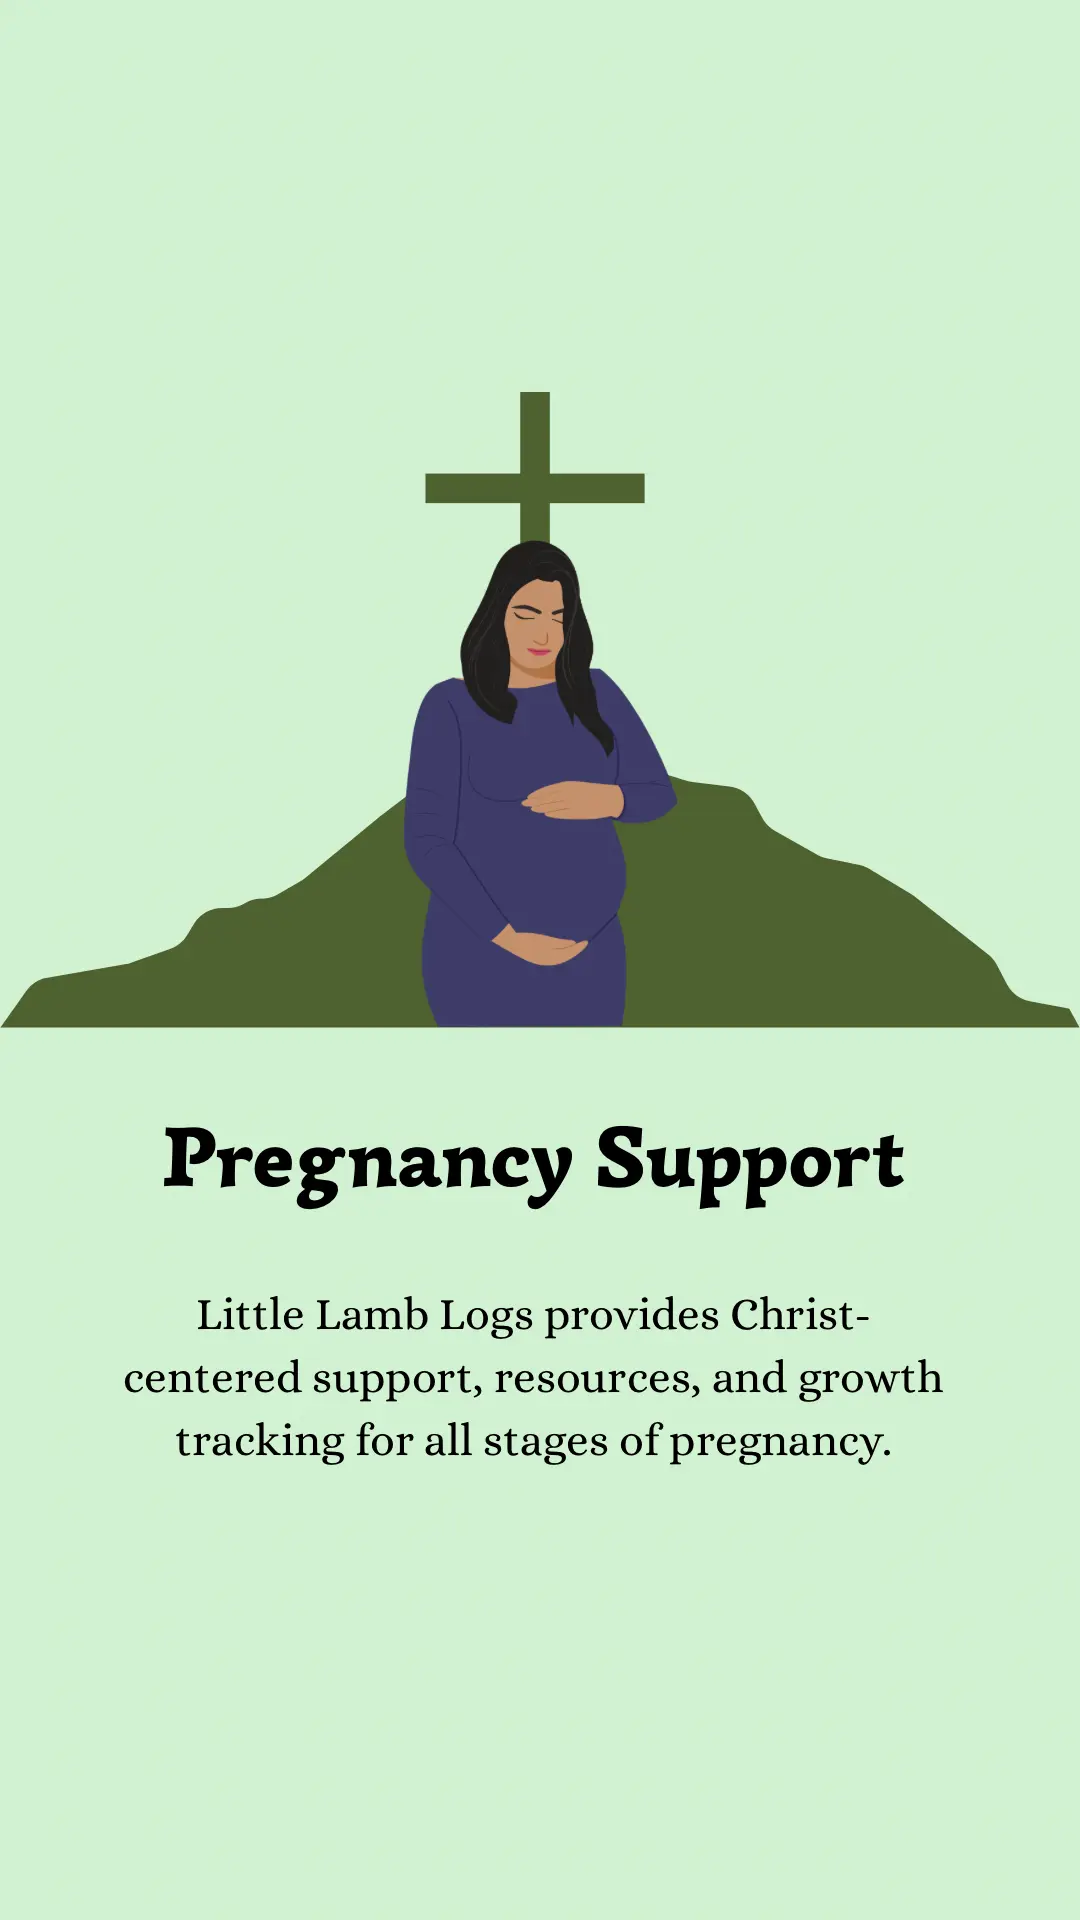 Pregnancy Support
Little Lamb Logs provides Christ-
centered support, resources, and growth
tracking for all stages of pregnancy.